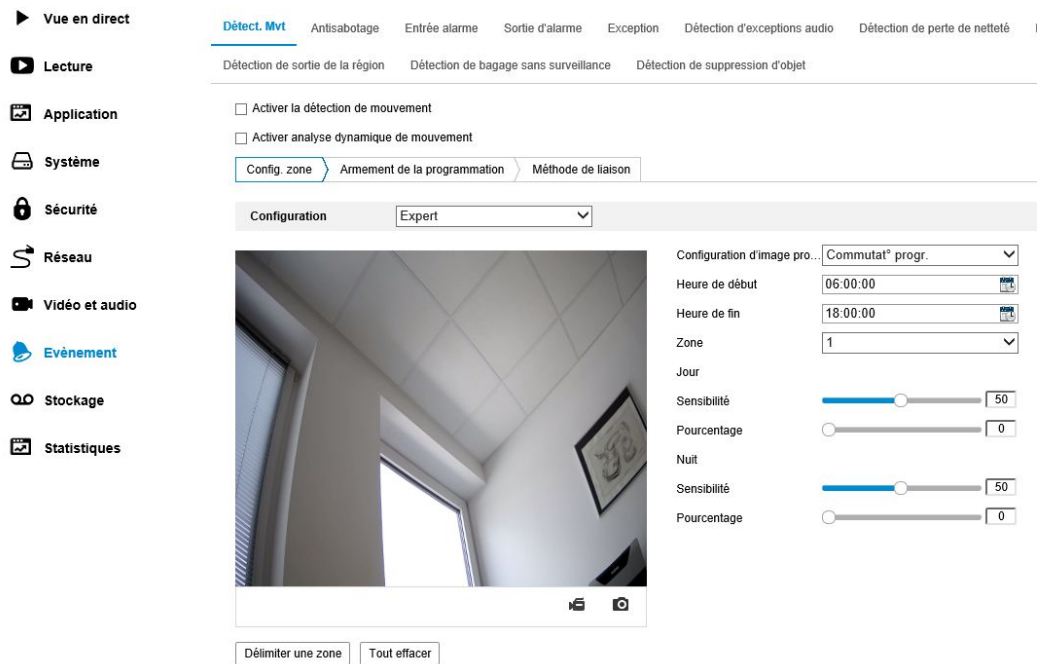 Vue en direct
Lecture
Application
Système
Sécurité
Réseau
Vidéo et audio
Evènement
Stockage
Statistiques
Détect. Mvt
Antisabotage
Entrée alarme
Sortie d'alarme
Exception
Détection d'exceptions audio
Détection de perte de netteté
Détection de sortie de la région
Détection de bagage sans surveillance
Détection de suppression d'objet
Activer la détection de mouvement
Activer analyse dynamique de mouvement
Config. zone
Armement de la programmation
Méthode de liaison
Configuration
Expert
Configuration d'image pro...
Commutat° progr.
Heure de début
06:00:00
Heure de fin
18:00:00
Zone
1
Jour
Sensibilité
50
Pourcentage
0
Nuit
Sensibilité
50
Pourcentage
0
Délimiter une zone
Tout effacer